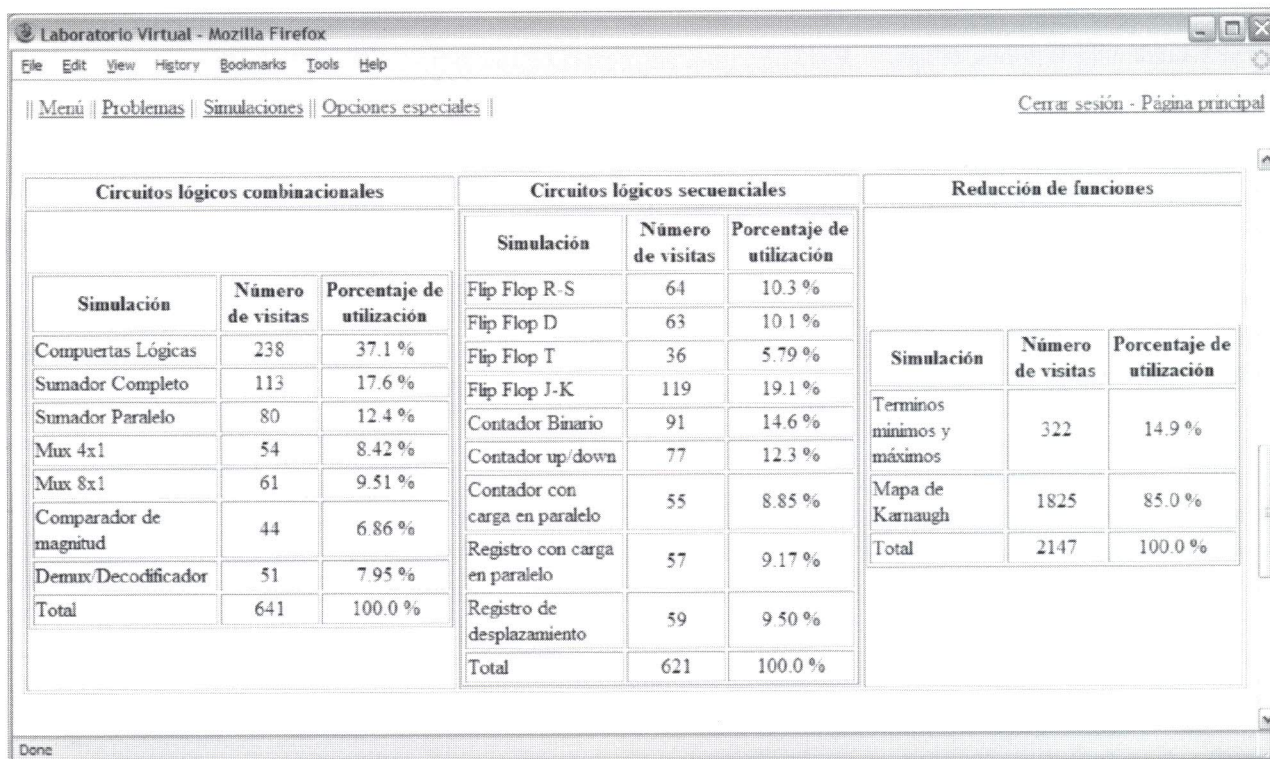 Laboratorio Virtual - Mozilla Firefox
File Edit View History Bookmarks Tools Help
|| Menú || Problemas || Simulaciones || Opciones especiales ||
Cerrar sesión - Página principal
Circuitos lógicos combinacionales
Simulación Número de visitas Porcentaje de utilización
Compuertas Lógicas 238 37.1 %
Sumador Completo 113 17.6 %
Sumador Paralelo 80 12.4 %
Mux 4x1 54 8.42 %
Mux 8x1 61 9.51 %
Comparador de magnitud 44 6.86 %
Demux/Decodificador 51 7.95 %
Total 641 100.0 %
Circuitos lógicos secuenciales
Simulación Número de visitas Porcentaje de utilización
Flip Flop R-S 64 10.3 %
Flip Flop D 63 10.1 %
Flip Flop T 36 5.79 %
Flip Flop J-K 119 19.1 %
Contador Binario 91 14.6 %
Contador up/down 77 12.3 %
Contador con carga en paralelo 55 8.85 %
Registro con carga en paralelo 57 9.17 %
Registro de desplazamiento 59 9.50 %
Total 621 100.0 %
Reducción de funciones
Simulación Número de visitas Porcentaje de utilización
Terminos minimos y máximos 322 14.9 %
Mapa de Karnaugh 1825 85.0 %
Total 2147 100.0 %
Done